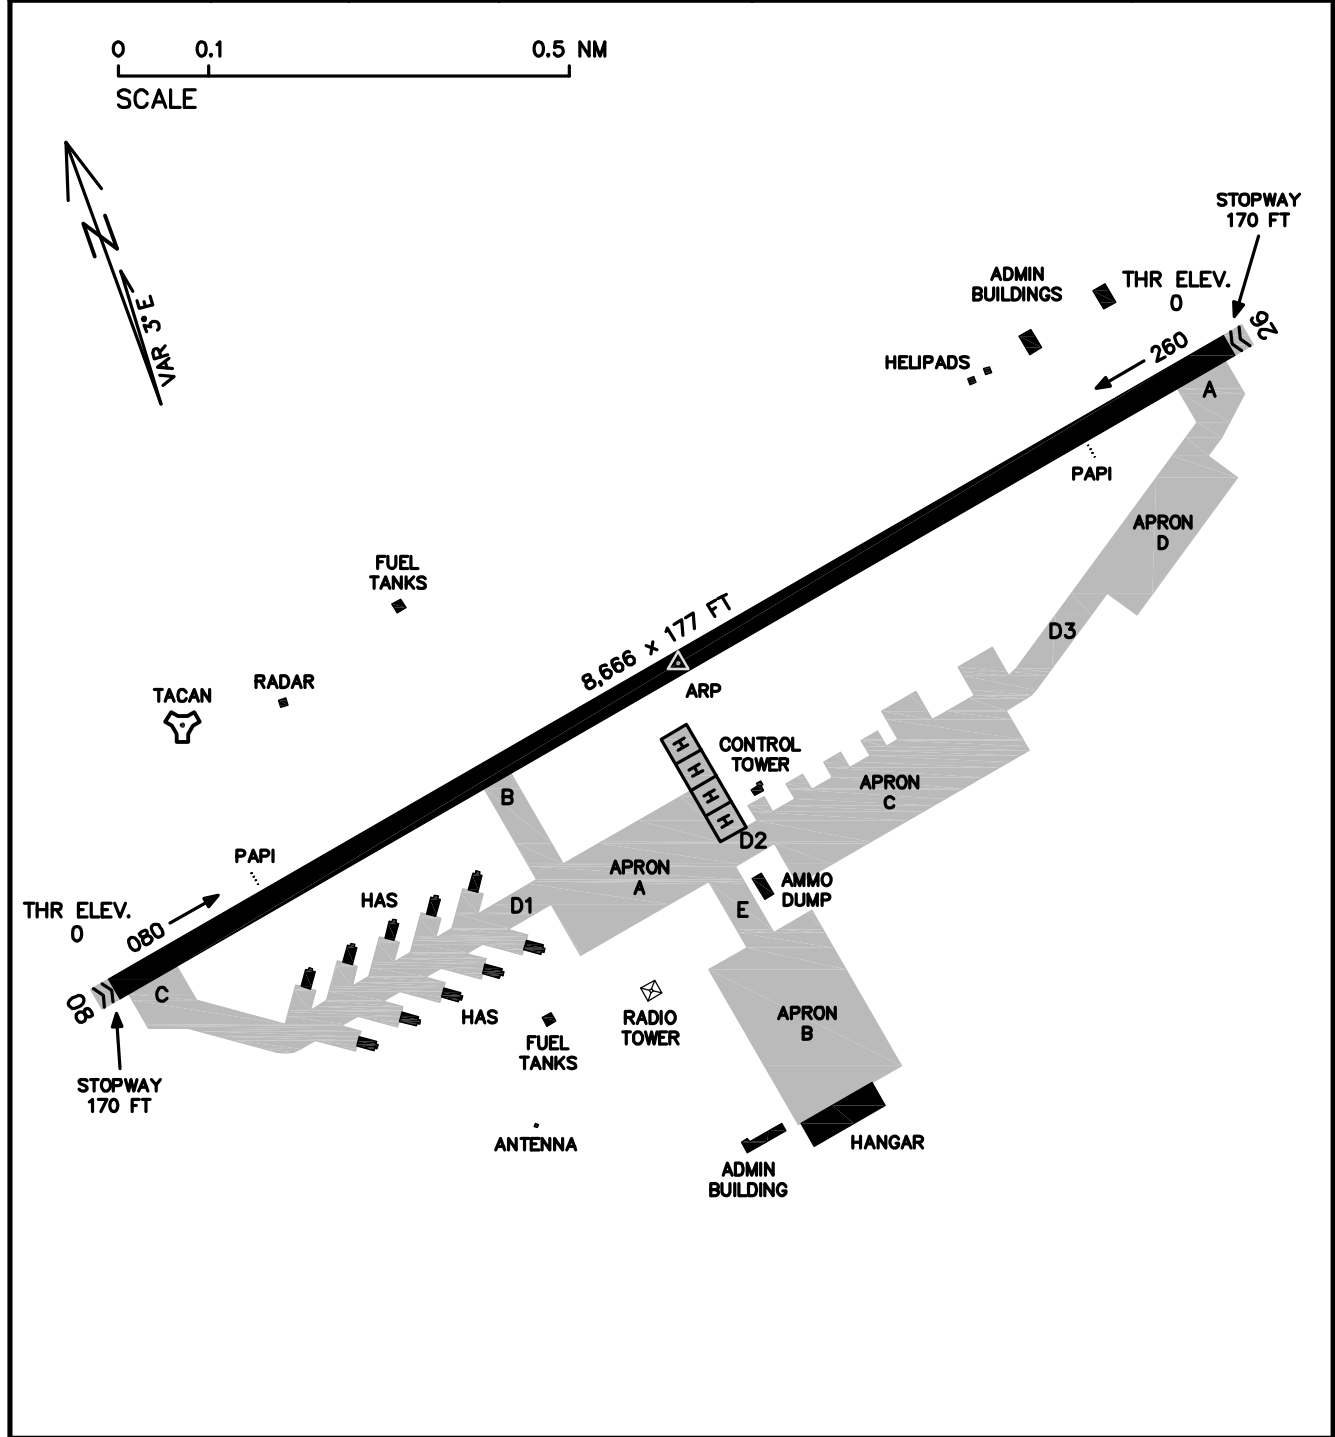 0 0.1 0.5 NM
SCALE
N
VAR 3°E
STOPWAY
170 FT
ADMIN
BUILDINGS
THR ELEV.
0
26
260
HELIPADS
A
PAPI
APRON
D
FUEL
TANKS
8,666 x 177 FT
D3
RADAR
TACAN
ARP
CONTROL
TOWER
H
H
H
H
B
APRON
C
D2
PAPI
APRON
A
AMMO
DUMP
HAS
D1
E
THR ELEV.
0
080
08
C
HAS
FUEL
TANKS
RADIO
TOWER
APRON
B
STOPWAY
170 FT
ANTENNA
HANGAR
ADMIN
BUILDING